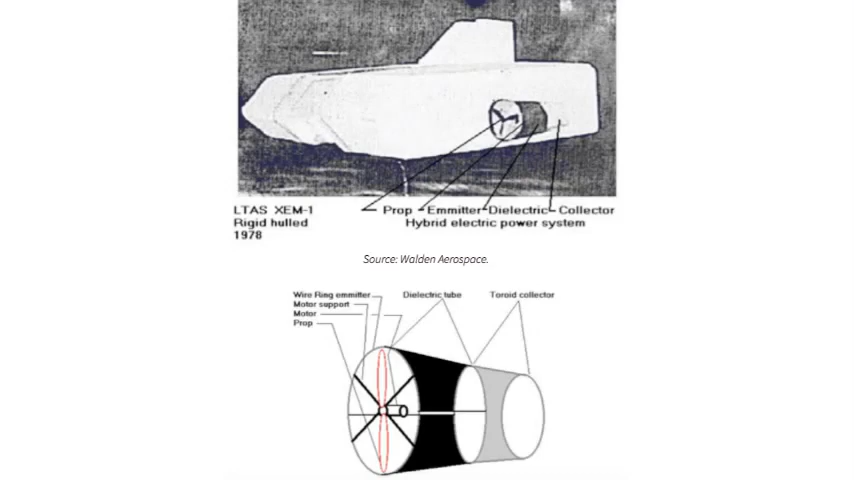 LTAS XEM-1
Rigid hulled
1978
Prop Emmitter Dielectric Collector
Hybrid electric power system
Source: Walden Aerospace.
Wire Ring emmitter
Motor support
Motor
Prop
Dielectric tube
Toroid collector